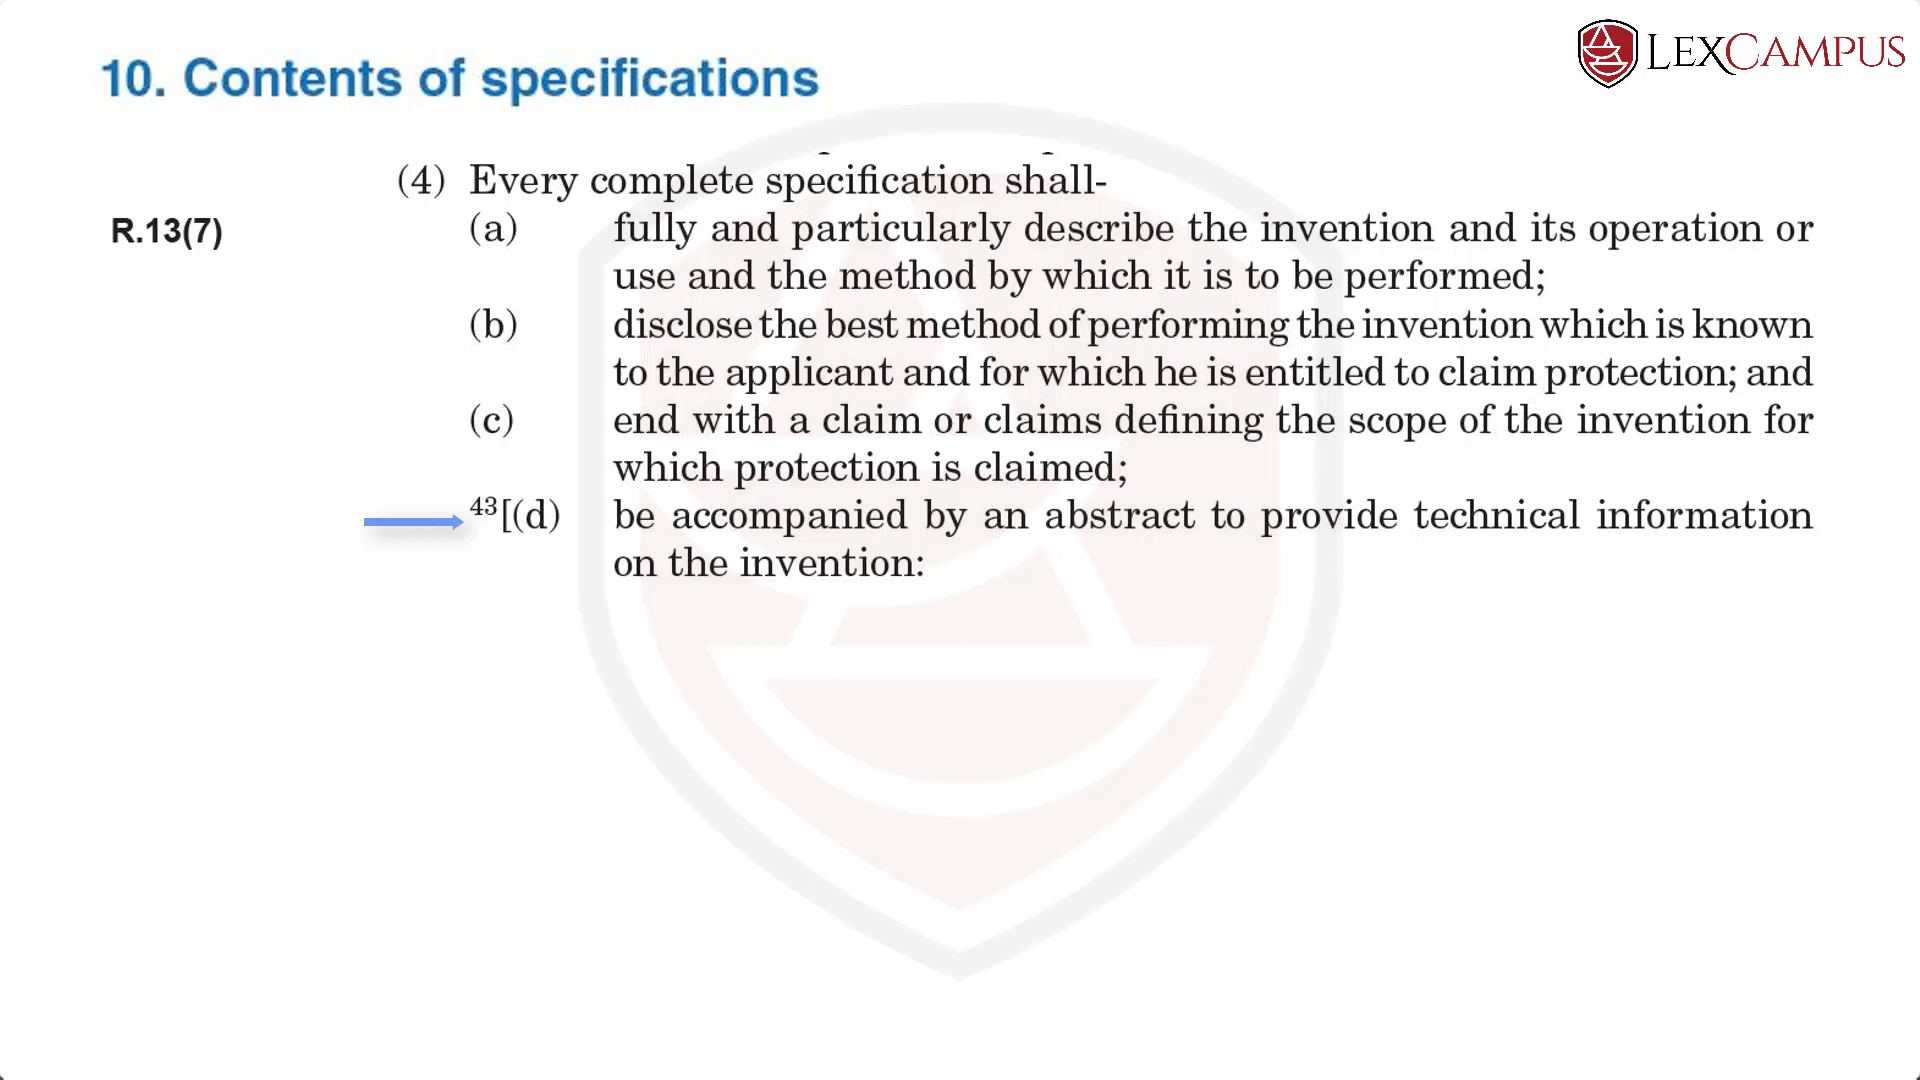 LEXCAMPUS
10. Contents of specifications
(4) Every complete specification shall-
R.13(7) (a) fully and particularly describe the invention and its operation or
use and the method by which it is to be performed;
(b) disclose the best method of performing the invention which is known
to the applicant and for which he is entitled to claim protection; and
(c) end with a claim or claims defining the scope of the invention for
which protection is claimed;
43[(d) be accompanied by an abstract to provide technical information
on the invention: